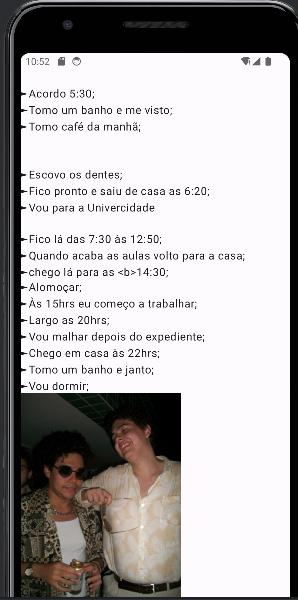 10:52
➛Acordo 5:30;
➛Tomo um banho e me visto;
➛Tomo café da manhã;
➛Escovo os dentes;
➛Fico pronto e saiu de casa as 6:20;
➛Vou para a Univercidade
➛Fico lá das 7:30 às 12:50;
➛Quando acaba as aulas volto para a casa;
➛chego lá para as <b>14:30;
➛Alomoçar;
➛Às 15hrs eu começo a trabalhar;
➛Largo as 20hrs;
➛Vou malhar depois do expediente;
➛Chego em casa às 22hrs;
➛Tomo um banho e janto;
➛Vou dormir;